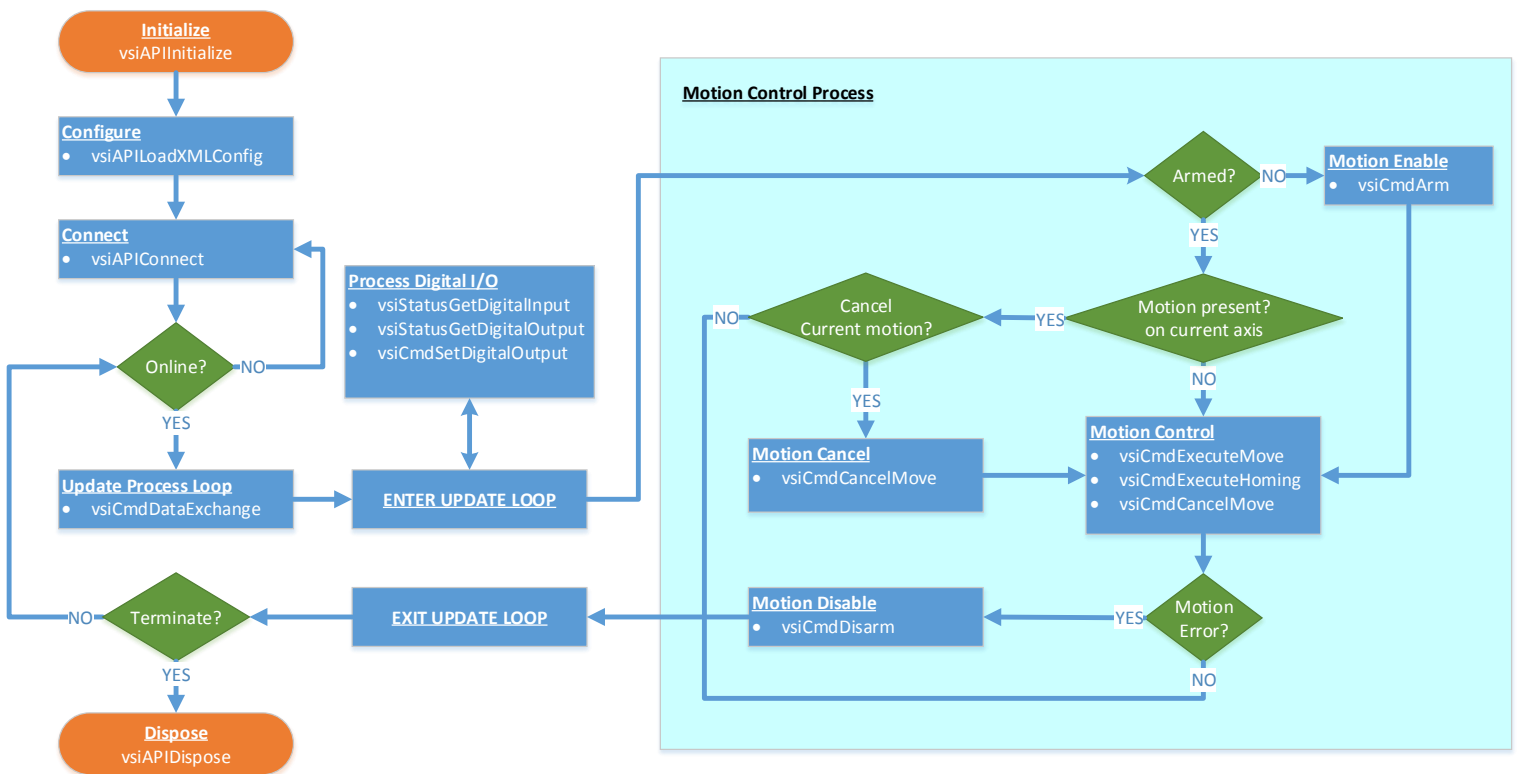 Initialize
vsiAPIInitialize
Configure
• vsiAPILoadXMLConfig
Connect
• vsiAPIConnect
Online?
NO
YES
Update Process Loop
• vsiCmdDataExchange
Process Digital I/O
• vsiStatusGetDigitalInput
• vsiStatusGetDigitalOutput
• vsiCmdSetDigitalOutput
ENTER UPDATE LOOP
Motion Control Process
Armed?
NO
Motion Enable
• vsiCmdArm
YES
Motion present?
on current axis
YES
Cancel
Current motion?
NO
YES
NO
Motion Cancel
• vsiCmdCancelMove
Motion Control
• vsiCmdExecuteMove
• vsiCmdExecuteHoming
• vsiCmdCancelMove
Motion
Error?
YES
NO
Motion Disable
• vsiCmdDisarm
EXIT UPDATE LOOP
Terminate?
NO
YES
Dispose
vsiAPIDispose